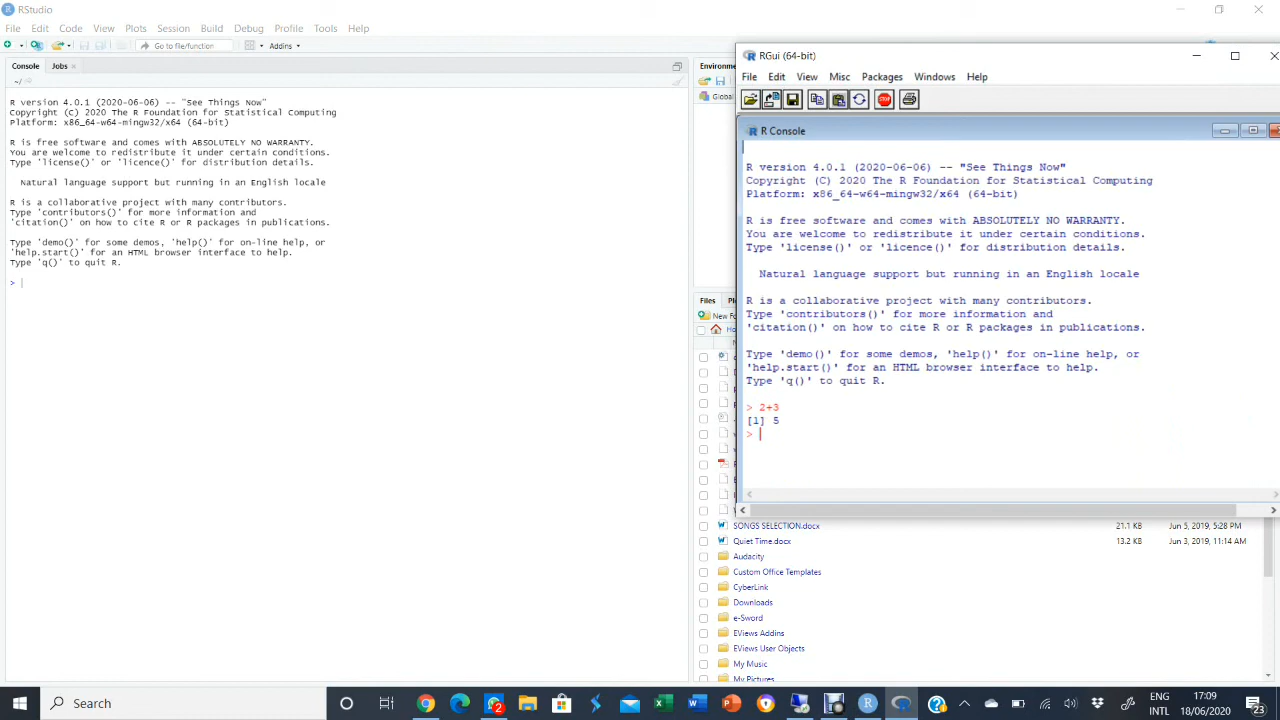 RStudio
File Edit Code View Plots Session Build Debug Profile Tools Help
Go to file/function Addins
Console Jobs
~/
R version 4.0.1 (2020-06-06) -- "See Things Now"
Copyright (C) 2020 The R Foundation for Statistical Computing
Platform: x86_64-w64-mingw32/x64 (64-bit)
R is free software and comes with ABSOLUTELY NO WARRANTY.
You are welcome to redistribute it under certain conditions.
Type 'license()' or 'licence()' for distribution details.
Natural language support but running in an English locale
R is a collaborative project with many contributors.
Type 'contributors()' for more information and
'citation()' on how to cite R or R packages in publications.
Type 'demo()' for some demos, 'help()' for on-line help, or
'help.start()' for an HTML browser interface to help.
Type 'q()' to quit R.
>
Environme
Global
Files Pl
New Fo
Ho
RGui (64-bit)
File Edit View Misc Packages Windows Help
STOP
R Console
R version 4.0.1 (2020-06-06) -- "See Things Now"
Copyright (C) 2020 The R Foundation for Statistical Computing
Platform: x86_64-w64-mingw32/x64 (64-bit)
R is free software and comes with ABSOLUTELY NO WARRANTY.
You are welcome to redistribute it under certain conditions.
Type 'license()' or 'licence()' for distribution details.
Natural language support but running in an English locale
R is a collaborative project with many contributors.
Type 'contributors()' for more information and
'citation()' on how to cite R or R packages in publications.
Type 'demo()' for some demos, 'help()' for on-line help, or
'help.start()' for an HTML browser interface to help.
Type 'q()' to quit R.
> 2+3
[1] 5
>
SONGS SELECTION.docx 21.1 KB Jun 5, 2019, 5:28 PM
Quiet Time.docx 13.2 KB Jun 3, 2019, 11:14 AM
Audacity
Custom Office Templates
CyberLink
Downloads
e-Sword
EViews Addins
EViews User Objects
My Music
My Pictures
Search
2
ENG
INTL
17:09
18/06/2020
23